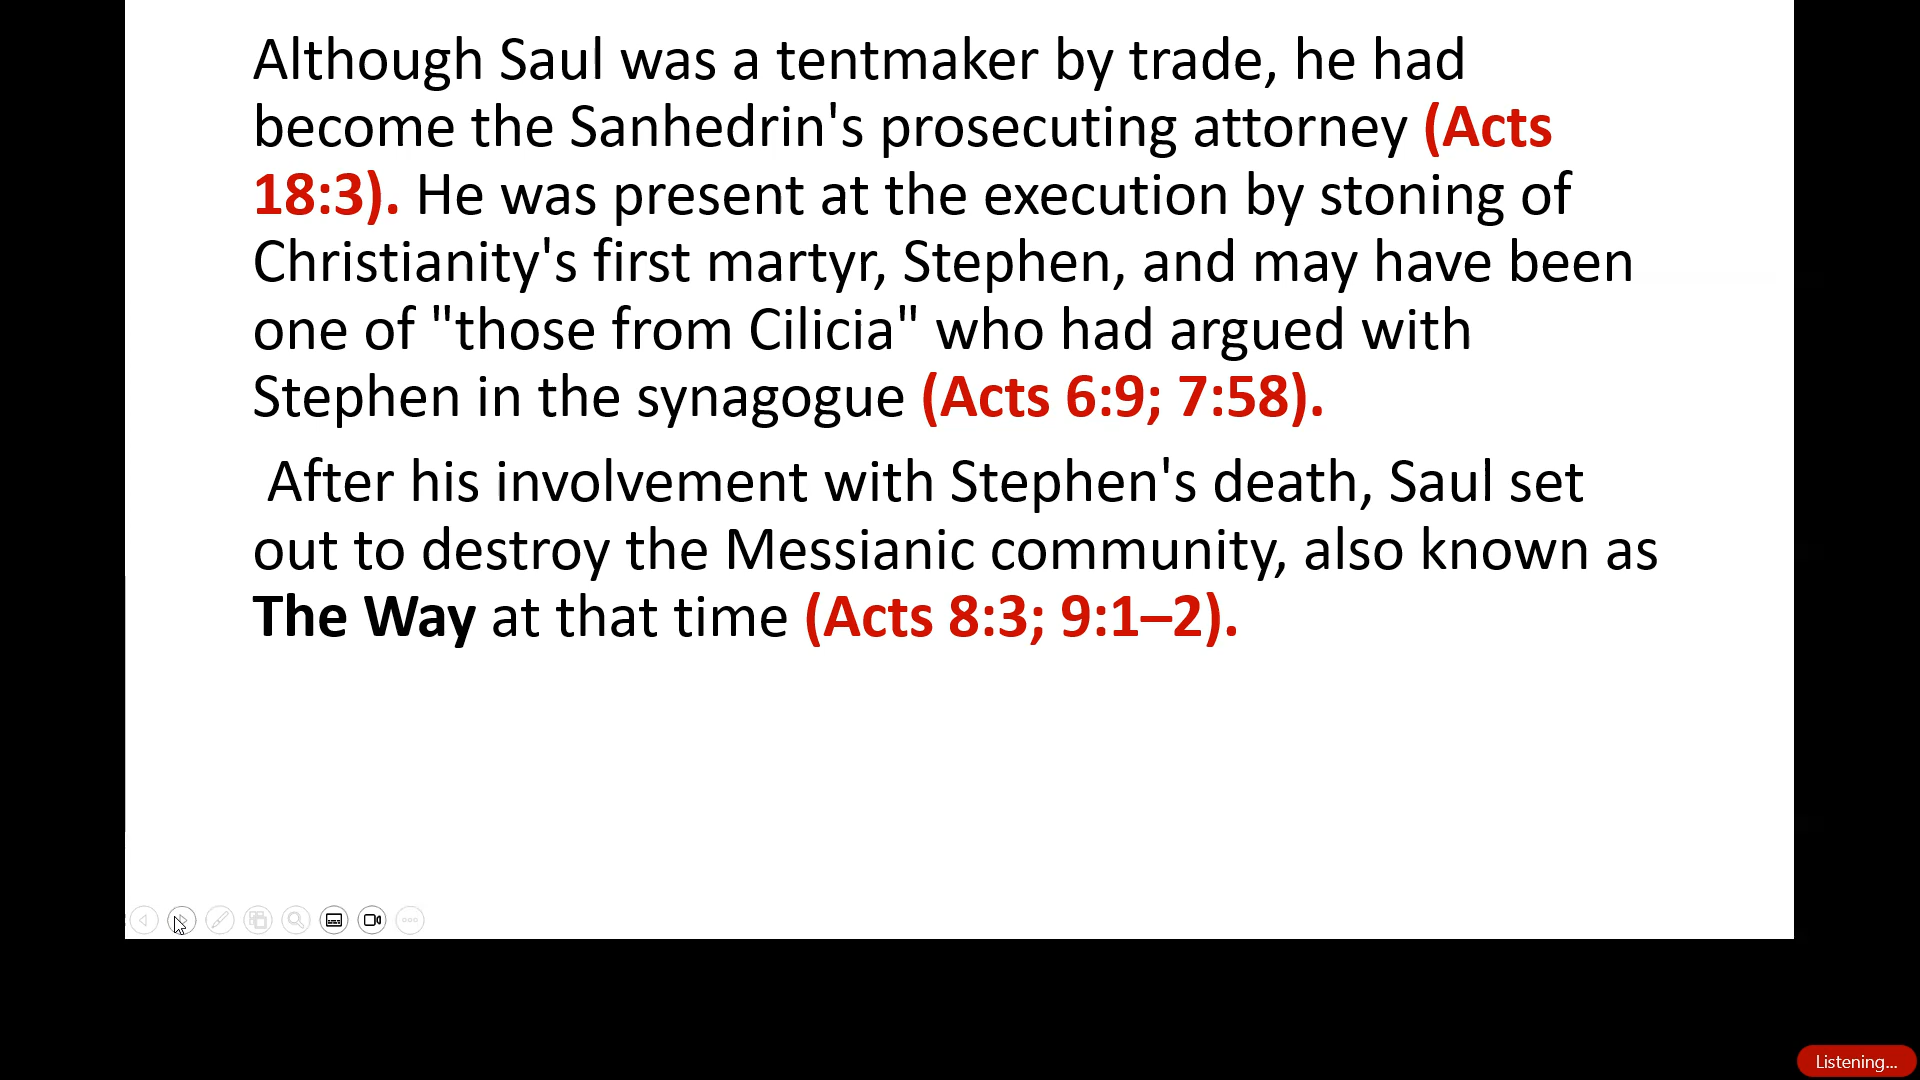 Although Saul was a tentmaker by trade, he had
become the Sanhedrin's prosecuting attorney (Acts
18:3). He was present at the execution by stoning of
Christianity's first martyr, Stephen, and may have been
one of "those from Cilicia" who had argued with
Stephen in the synagogue (Acts 6:9; 7:58).
After his involvement with Stephen's death, Saul set
out to destroy the Messianic community, also known as
The Way at that time (Acts 8:3; 9:1–2).
Listening...